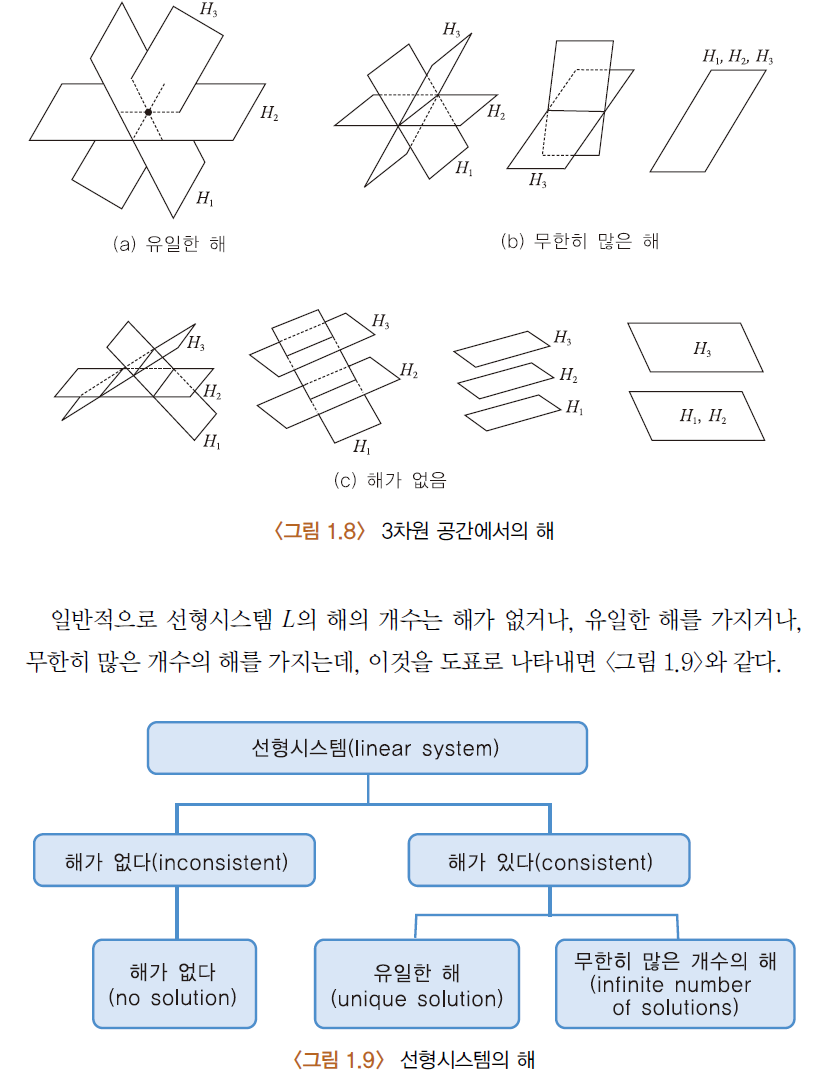 H3
H2
H1
(a) 유일한 해
H3
H2
H1
H3
H1, H2, H3
(b) 무한히 많은 해
H3
H2
H1
H3
H2
H1
H3
H2
H1
H3
H1, H2
(c) 해가 없음
〈그림 1.8〉 3차원 공간에서의 해
일반적으로 선형시스템 L의 해의 개수는 해가 없거나, 유일한 해를 가지거나,
무한히 많은 개수의 해를 가지는데, 이것을 도표로 나타내면 〈그림 1.9〉와 같다.
선형시스템(linear system)
해가 없다(inconsistent)
해가 있다(consistent)
해가 없다
(no solution)
유일한 해
(unique solution)
무한히 많은 개수의 해
(infinite number
of solutions)
〈그림 1.9〉 선형시스템의 해